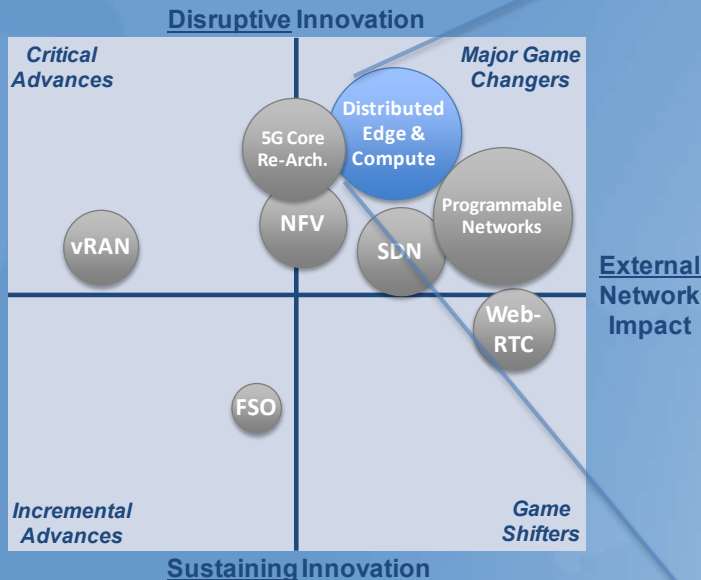 Disruptive Innovation
Critical
Advances
Major Game
Changers
Distributed
Edge &
Compute
5G Core
Re-Arch.
Programmable
Networks
NFV
vRAN
SDN
External
Network
Impact
Web-
RTC
FSO
Incremental
Advances
Game
Shifters
Sustaining Innovation